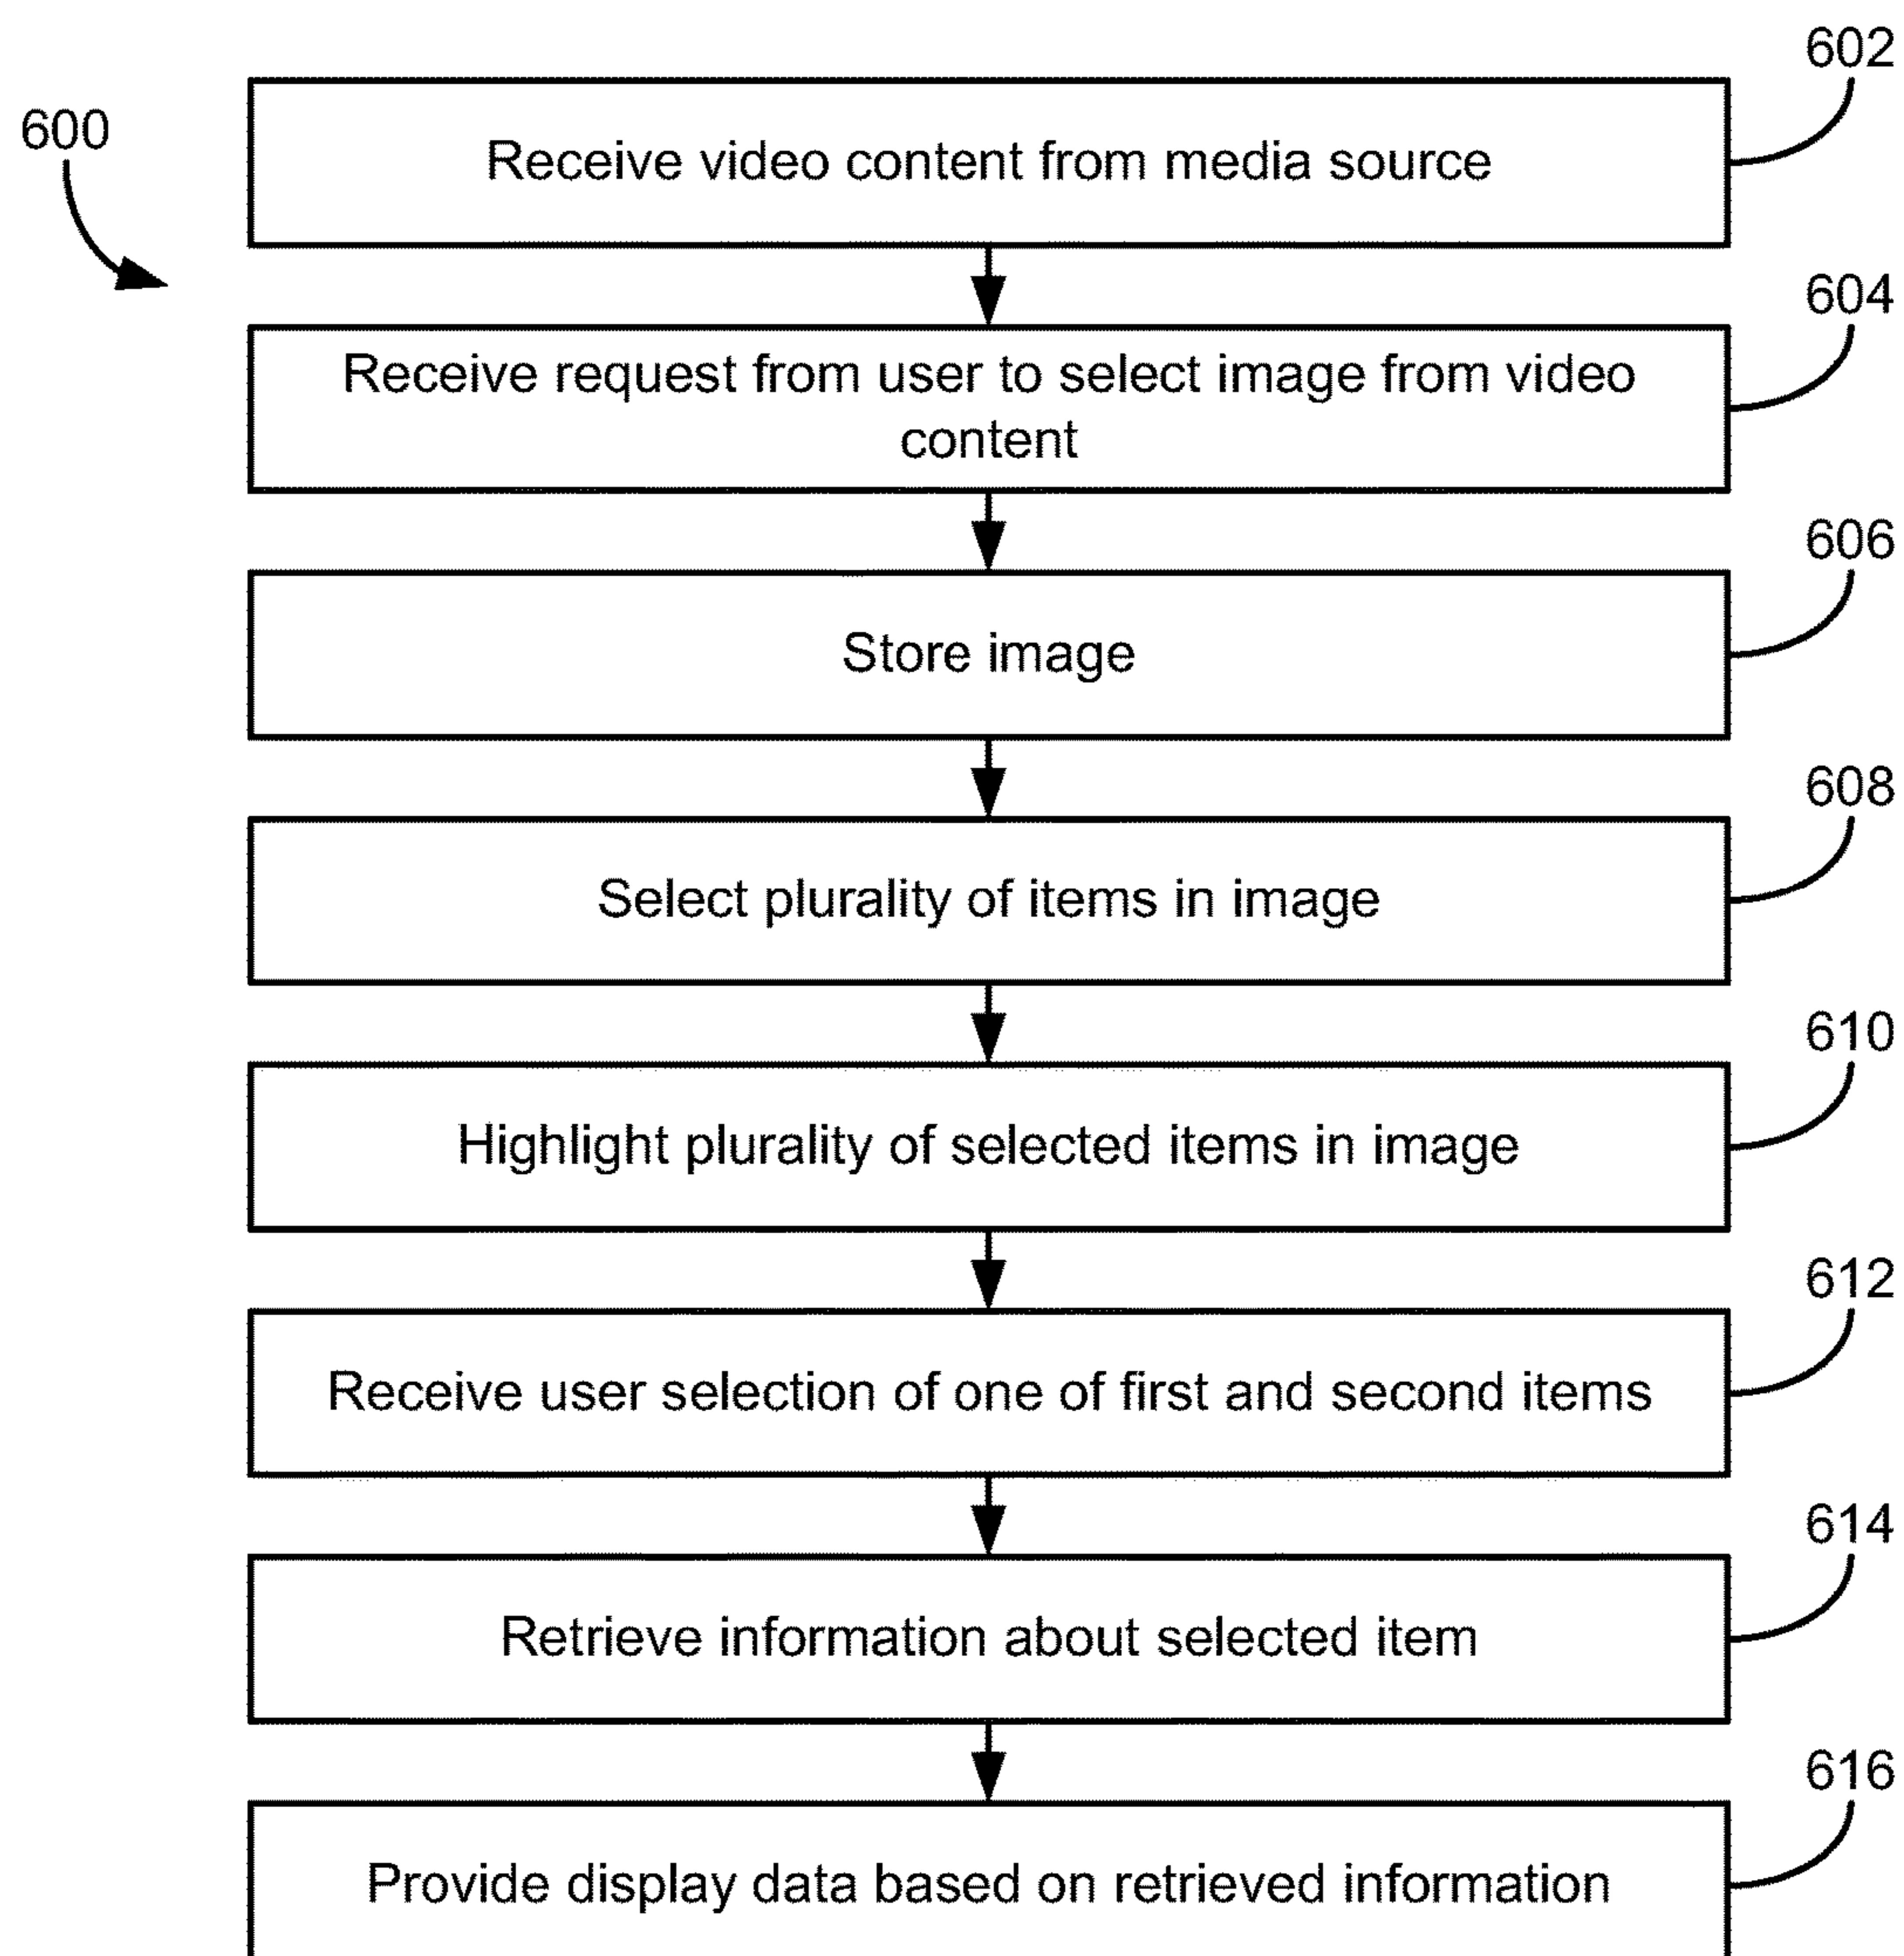 602
600
Receive video content from media source
604
Receive request from user to select image from video
content
606
Store image
608
Select plurality of items in image
610
Highlight plurality of selected items in image
612
Receive user selection of one of first and second items
614
Retrieve information about selected item
616
Provide display data based on retrieved information